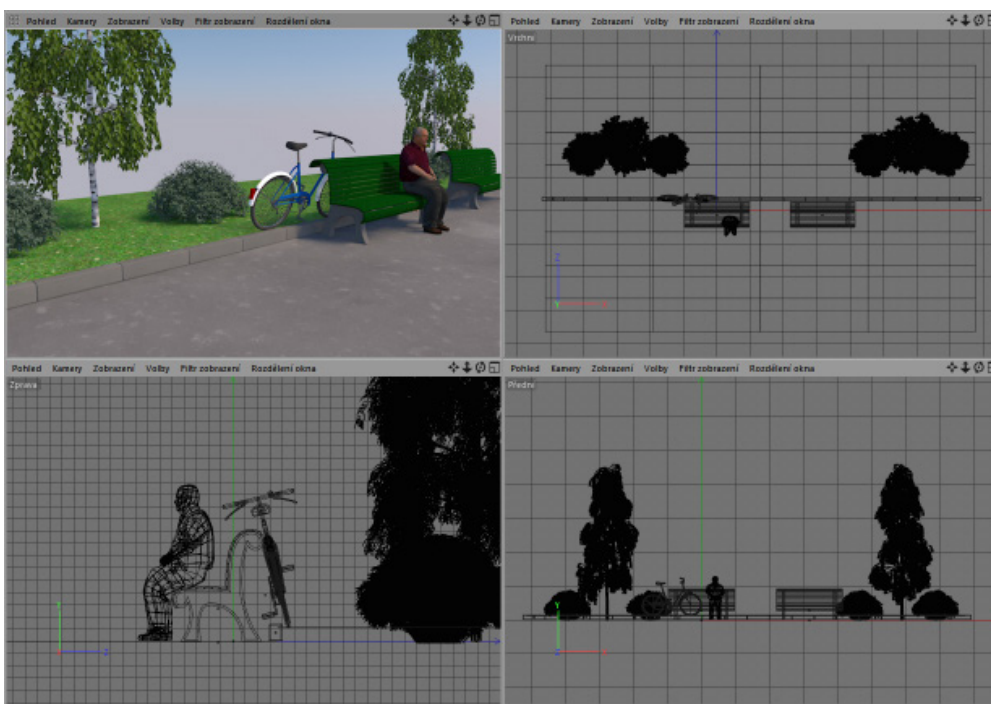 Pohled Kamery Zobrazení Volby Filtr zobrazení Rozdělení okna
Pohled Kamery Zobrazení Volby Filtr zobrazení Rozdělení okna
Vrchní
Y
Z
Pohled Kamery Zobrazení Volby Filtr zobrazení Rozdělení okna
Zprava
Y
Z
Pohled Kamery Zobrazení Volby Filtr zobrazení Rozdělení okna
Přední
Y
Z